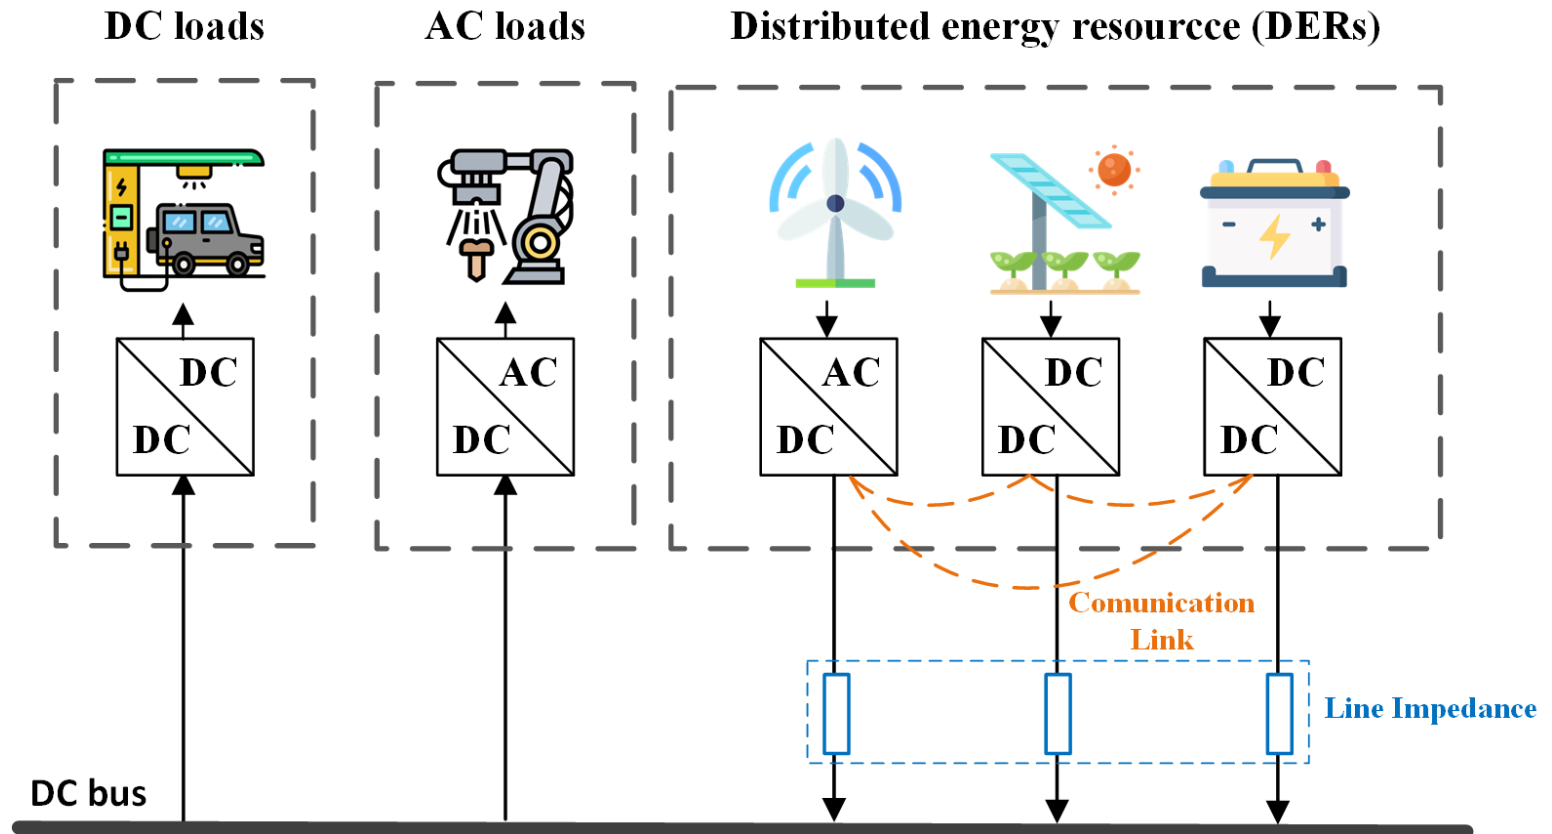 DC loads
AC loads
Distributed energy resourcce (DERs)
DC
DC
AC
DC
AC
DC
DC
DC
DC
DC
Comunication
Link
Line Impedance
DC bus